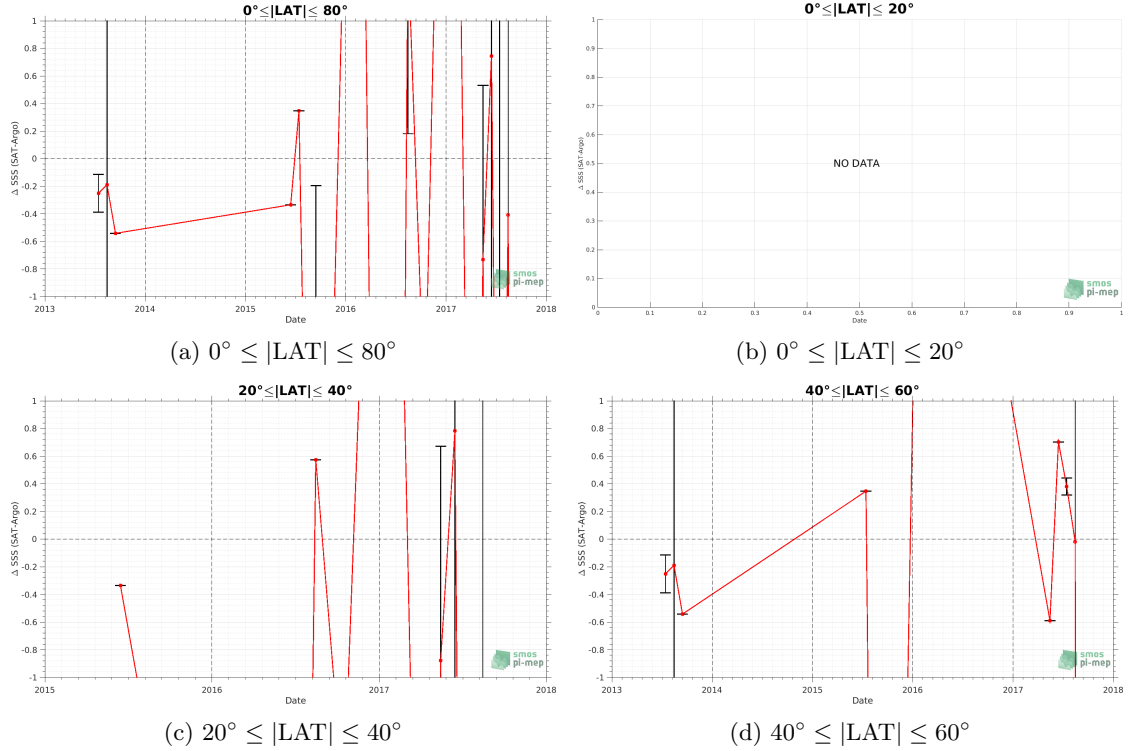 0°≤|LAT|≤ 80°
1
0.8
0.6
0.4
0.2
0
-0.2
-0.4
-0.6
-0.8
-1
Δ SSS (SAT-Argo)
2013 2014 2015 2016 2017 2018
Date
smos
pi-mep
(a) 0° ≤ |LAT| ≤ 80°
0°≤|LAT|≤ 20°
1
0.9
0.8
0.7
0.6
0.5
0.4
0.3
0.2
0.1
0
Δ SSS (SAT-Argo)
NO DATA
0 0.1 0.2 0.3 0.4 0.5 0.6 0.7 0.8 0.9 1
Date
smos
pi-mep
(b) 0° ≤ |LAT| ≤ 20°
20°≤|LAT|≤ 40°
1
0.8
0.6
0.4
0.2
0
-0.2
-0.4
-0.6
-0.8
-1
Δ SSS (SAT-Argo)
2015 2016 2017 2018
Date
smos
pi-mep
(c) 20° ≤ |LAT| ≤ 40°
40°≤|LAT|≤ 60°
1
0.8
0.6
0.4
0.2
0
-0.2
-0.4
-0.6
-0.8
-1
Δ SSS (SAT-Argo)
2013 2014 2015 2016 2017 2018
Date
smos
pi-mep
(d) 40° ≤ |LAT| ≤ 60°